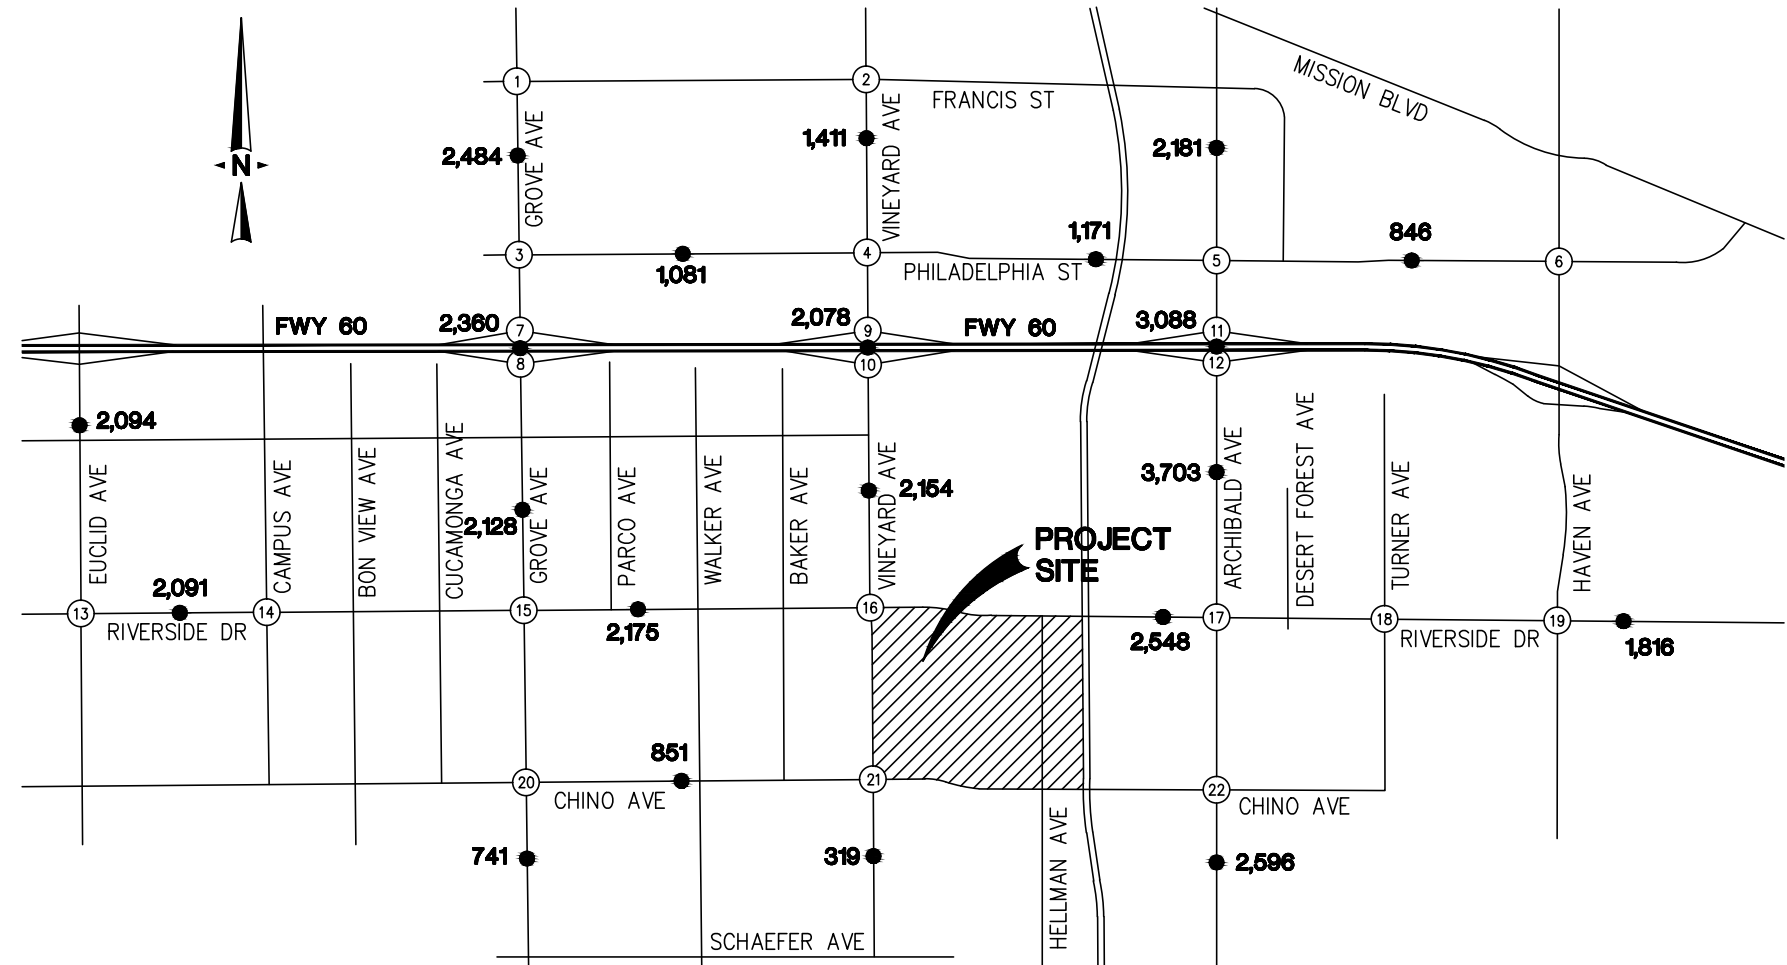 MISSION BLVD
1
2
FRANCIS ST
GROVE AVE
VINEYARD AVE
1,411
2,181
2,484
N
1,171
846
3
4
5
6
1,081
PHILADELPHIA ST
FWY 60
2,360
7
2,078
9
FWY 60
3,088
11
8
10
12
2,094
EUCLID AVE
CAMPUS AVE
BON VIEW AVE
CUCAMONGA AVE
2,128
GROVE AVE
PARCO AVE
WALKER AVE
BAKER AVE
VINEYARD AVE
2,154
3,703
ARCHIBALD AVE
DESERT FOREST AVE
TURNER AVE
HAVEN AVE
PROJECT
SITE
2,091
13
14
15
16
17
18
19
RIVERSIDE DR
2,175
2,548
RIVERSIDE DR
1,816
851
20
21
22
CHINO AVE
CHINO AVE
741
319
HELLMAN AVE
2,596
SCHAEFER AVE